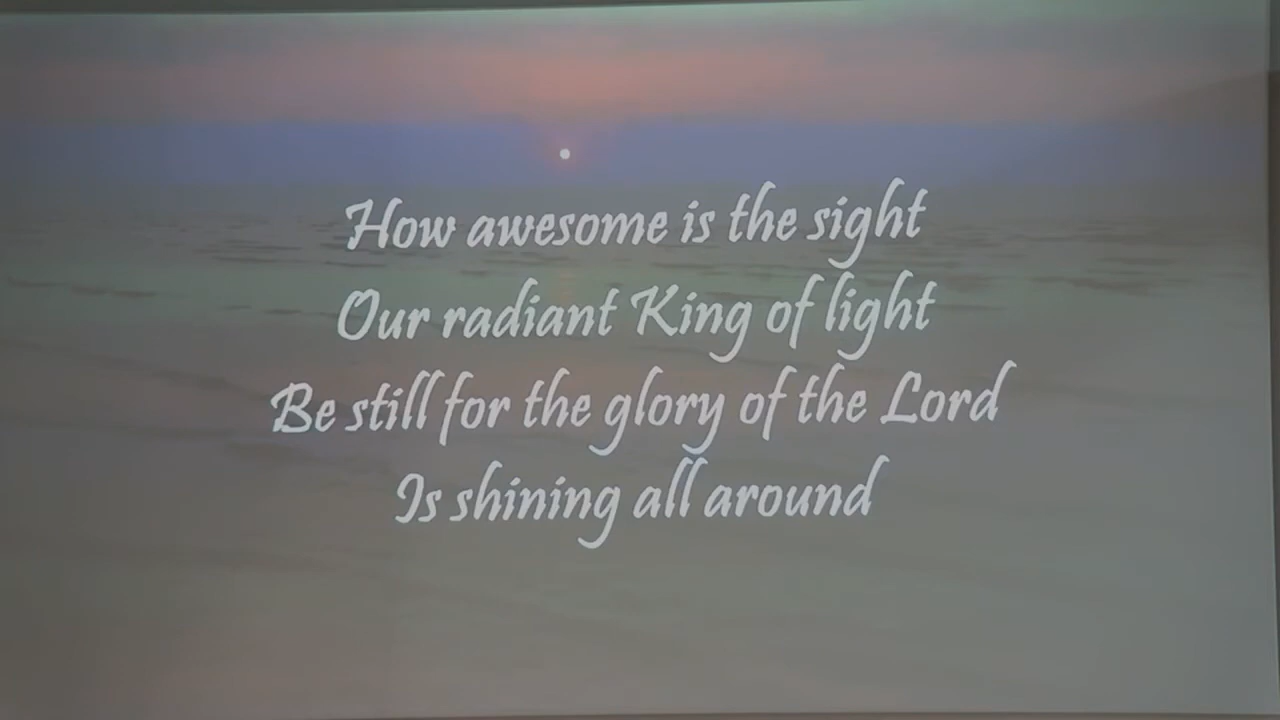 How awesome is the sight
Our radiant King of light
Be still for the glory of the Lord
Is shining all around